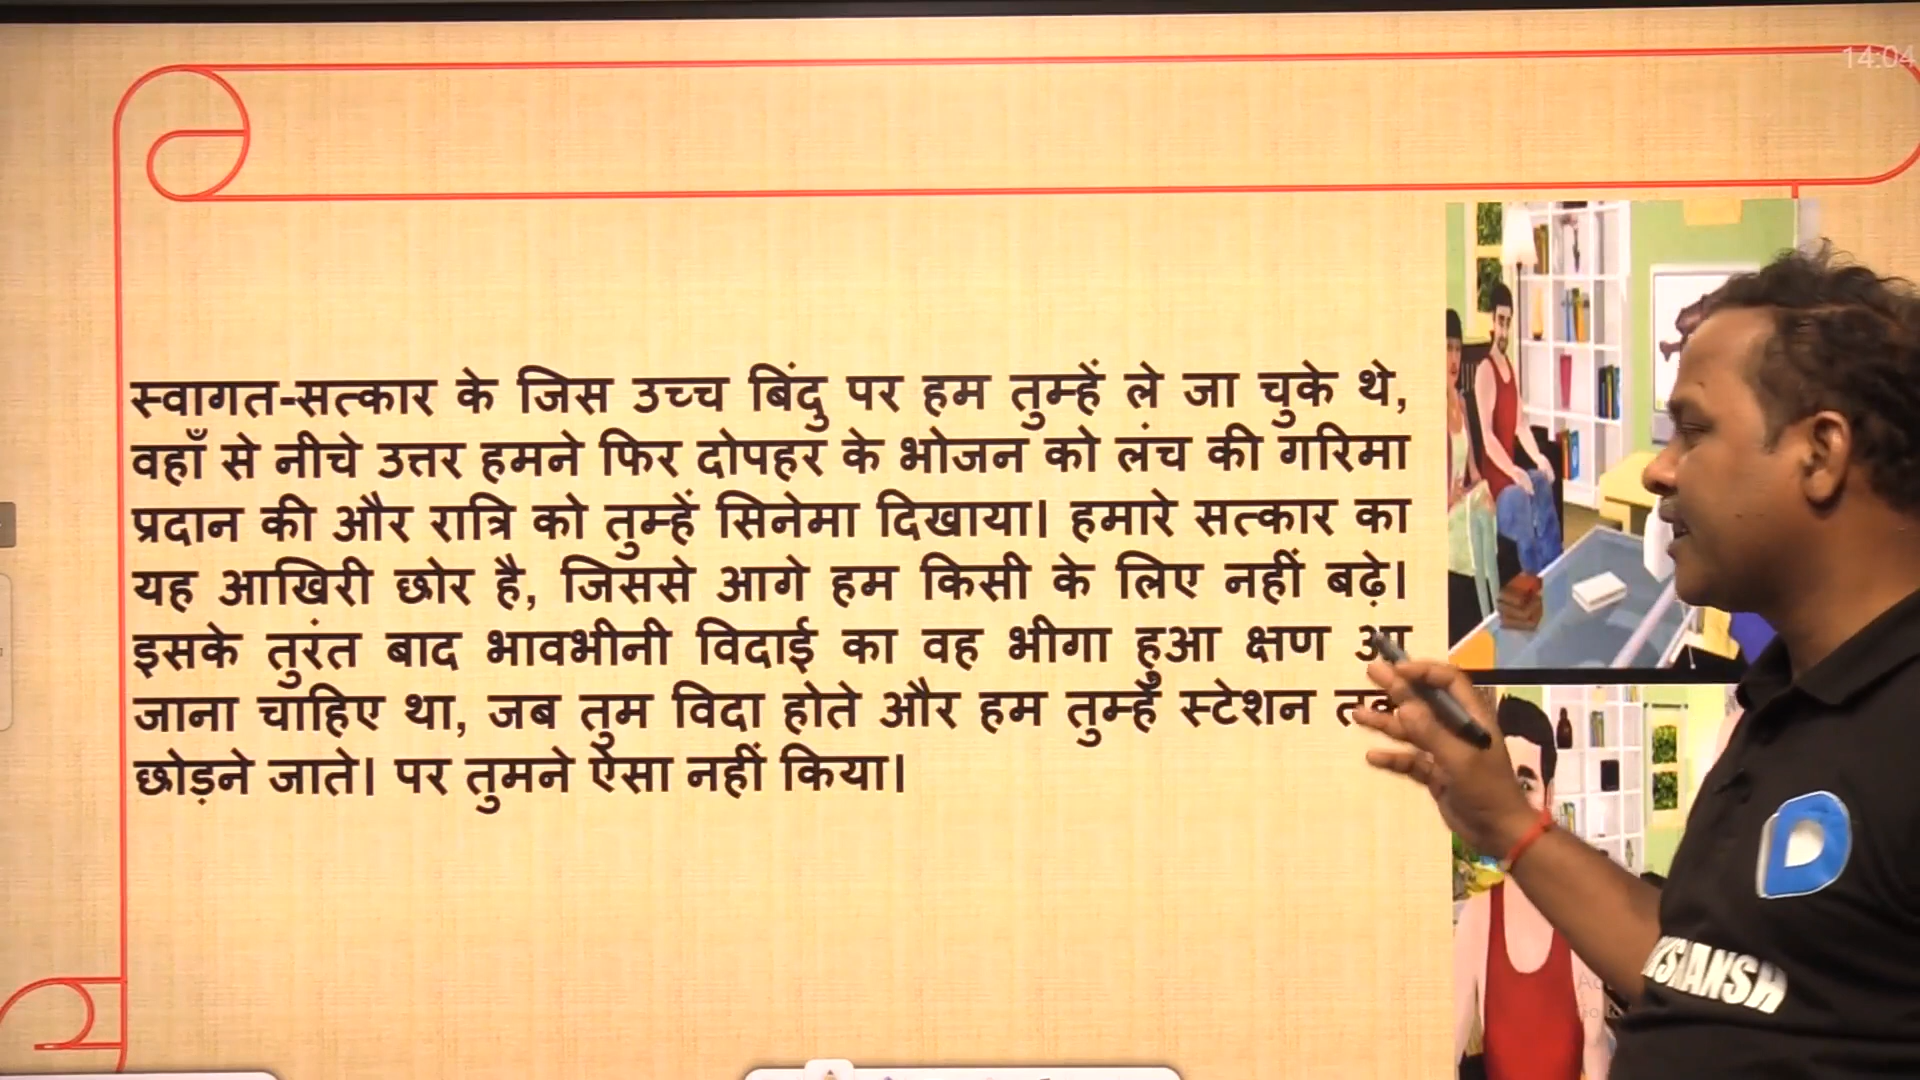 14:04
स्वागत-सत्कार के जिस उच्च बिंदु पर हम तुम्हें ले जा चुके थे,
वहाँ से नीचे उत्तर हमने फिर दोपहर के भोजन को लंच की गरिमा
प्रदान की और रात्रि को तुम्हें सिनेमा दिखाया। हमारे सत्कार का
यह आखिरी छोर है, जिससे आगे हम किसी के लिए नहीं बढ़े।
इसके तुरंत बाद भावभीनी विदाई का वह भीगा हुआ क्षण आ
जाना चाहिए था, जब तुम विदा होते और हम तुम्हें स्टेशन तक
छोड़ने जाते। पर तुमने ऐसा नहीं किया।